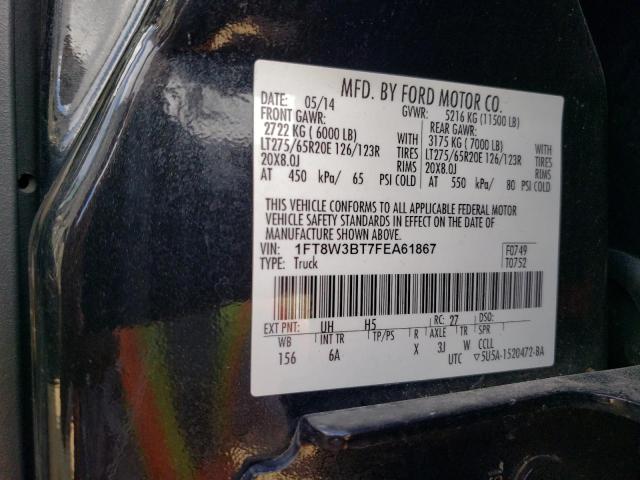 MFD. BY FORD MOTOR CO.
DATE: 05/14 GVWR: 5216 KG (11500 LB)
FRONT GAWR: REAR GAWR:
2722 KG ( 6000 LB) WITH 3175 KG ( 7000 LB) WITH
LT275/65R20E 126/123R TIRES LT275/65R20E 126/123R TIRES
20X8.0J RIMS 20X8.0J RIMS
AT 450 kPa/ 65 PSI COLD AT 550 kPa/ 80 PSI COLD
THIS VEHICLE CONFORMS TO ALL APPLICABLE FEDERAL MOTOR
VEHICLE SAFETY STANDARDS IN EFFECT ON THE DATE OF
MANUFACTURE SHOWN ABOVE.
VIN: 1FT8W3BT7FEA61867 F0749
TYPE: Truck T0752
EXT PNT: UH H5 RC: 27 DSO:
WB INT TR TP/PS R AXLE TR SPR
156 6A X 3J W CCLL
UTC ▽5U5A-1520472-BA